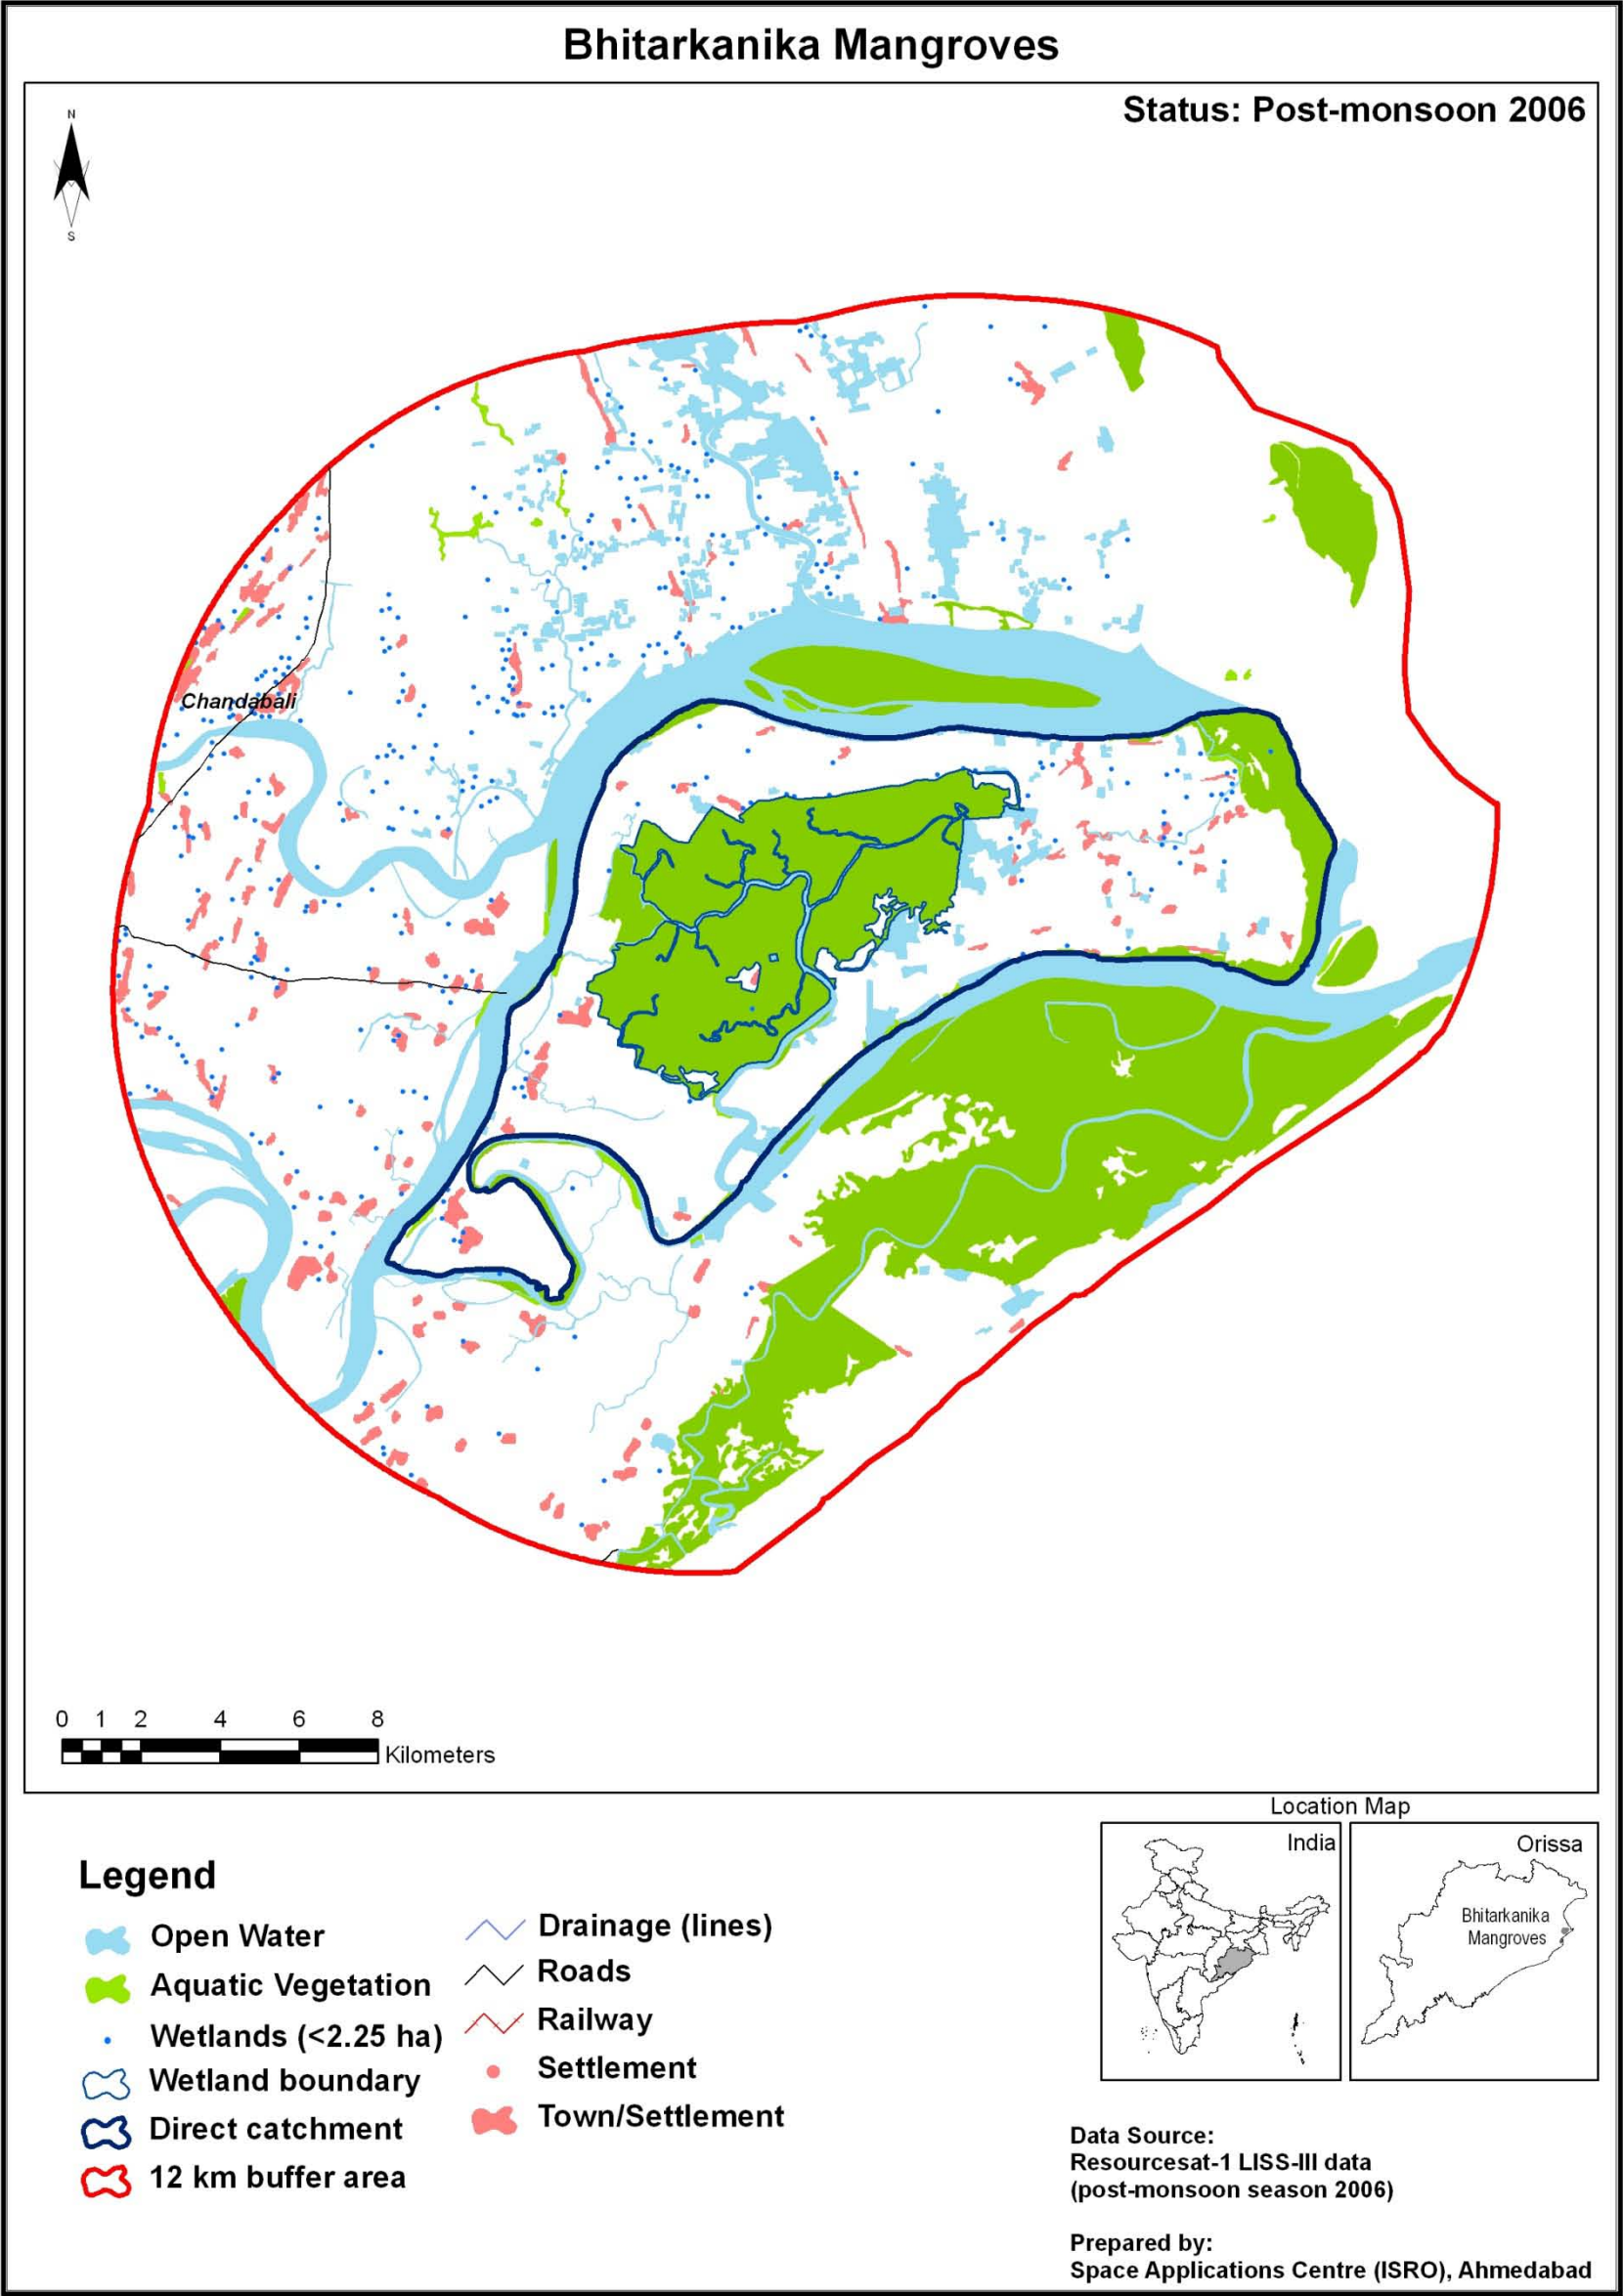 Bhitarkanika Mangroves
Status: Post-monsoon 2006
N
S
Chandabali
0 1 2 4 6 8
Kilometers
Legend
Open Water
Aquatic Vegetation
Wetlands (<2.25 ha)
Wetland boundary
Direct catchment
12 km buffer area
Drainage (lines)
Roads
Railway
Settlement
Town/Settlement
Location Map
India
Orissa
Bhitarkanika
Mangroves
Data Source:
Resourcesat-1 LISS-III data
(post-monsoon season 2006)
Prepared by:
Space Applications Centre (ISRO), Ahmedabad